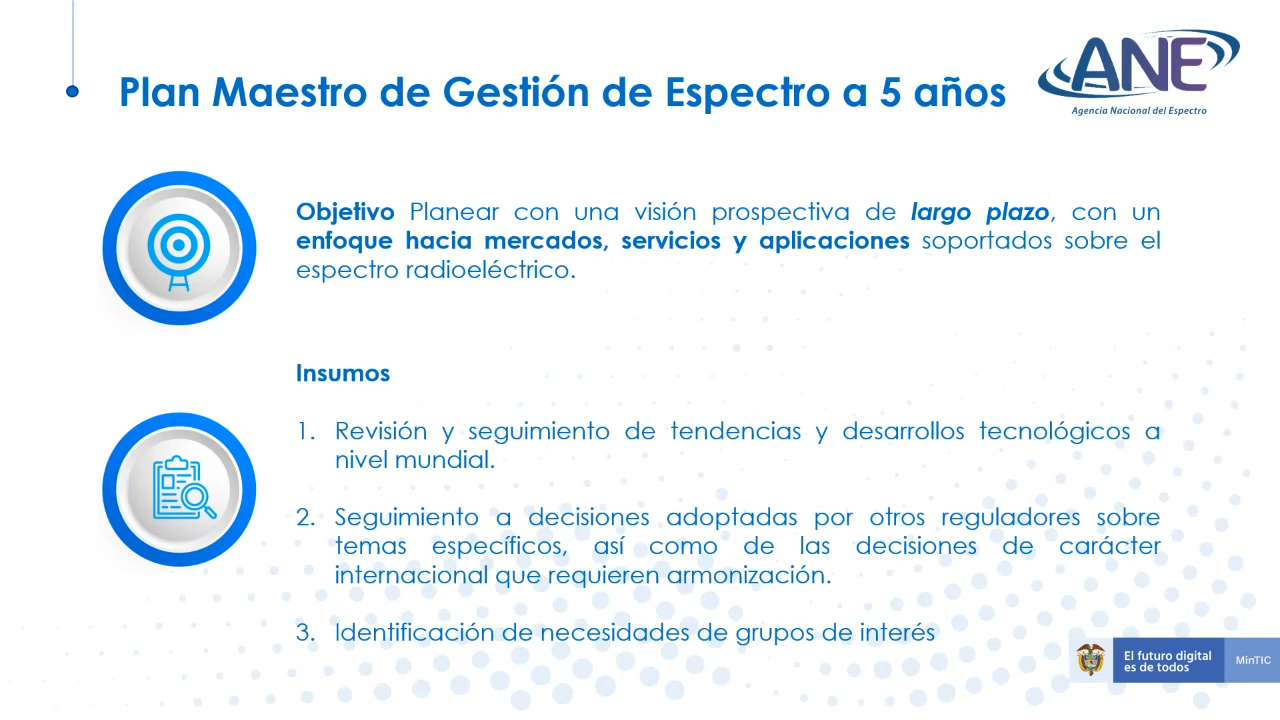 Plan Maestro de Gestión de Espectro a 5 años
ANE
Agencia Nacional del Espectro
Objetivo Planear con una visión prospectiva de largo plazo, con un
enfoque hacia mercados, servicios y aplicaciones soportados sobre el
espectro radioeléctrico.
Insumos
1. Revisión y seguimiento de tendencias y desarrollos tecnológicos a
nivel mundial.
2. Seguimiento a decisiones adoptadas por otros reguladores sobre
temas específicos, así como de las decisiones de carácter
internacional que requieren armonización.
3. Identificación de necesidades de grupos de interés
El futuro digital
es de todos
MinTIC